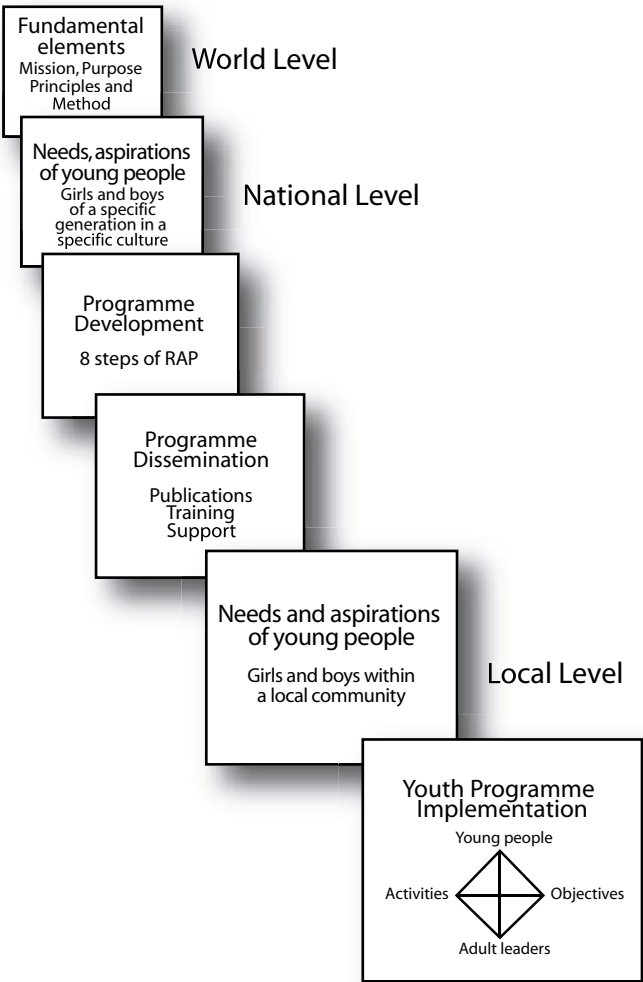 Fundamental
elements
Mission, Purpose
Principles and
Method
World Level
Needs, aspirations
of young people
Girls and boys
of a specific
generation in a
specific culture
National Level
Programme
Development
8 steps of RAP
Programme
Dissemination
Publications
Training
Support
Needs and aspirations
of young people
Girls and boys within
a local community
Local Level
Youth Programme
Implementation
Young people
Activities
Objectives
Adult leaders